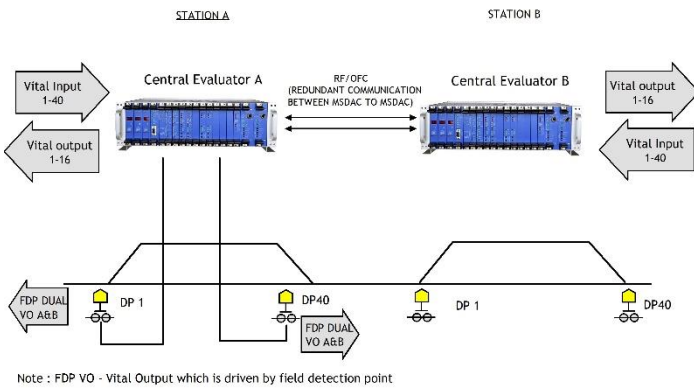 STATION A
STATION B
Vital Input
1-40
Central Evaluator A
RF/OFC
(REDUNDANT COMMUNICATION
BETWEEN MSDAC TO MSDAC)
Central Evaluator B
Vital output
1-16
Vital output
1-16
Vital Input
1-40
FDP DUAL
VO A&B
DP 1
DP40
FDP DUAL
VO A&B
DP 1
DP40
Note : FDP VO - Vital Output which is driven by field detection point